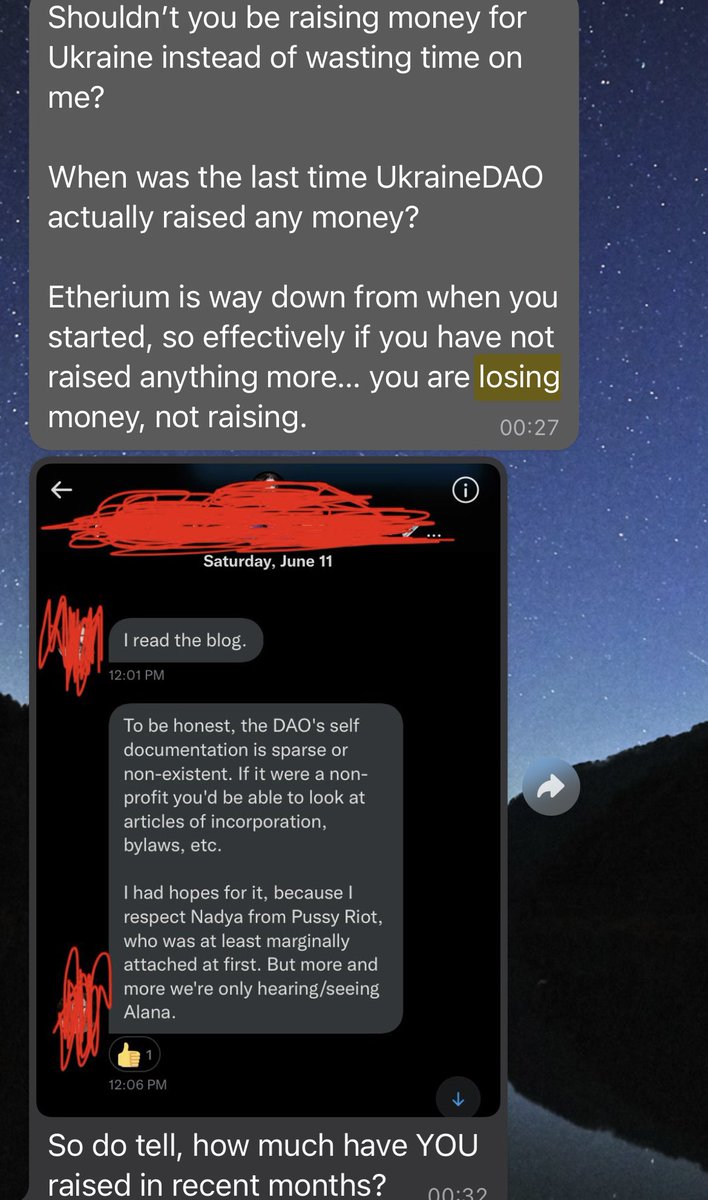 Shouldn’t you be raising money for
Ukraine instead of wasting time on
me?
When was the last time UkraineDAO
actually raised any money?
Etherium is way down from when you
started, so effectively if you have not
raised anything more... you are losing
money, not raising.
00:27
Saturday, June 11
I read the blog.
12:01 PM
To be honest, the DAO's self
documentation is sparse or
non-existent. If it were a non-
profit you'd be able to look at
articles of incorporation,
bylaws, etc.
I had hopes for it, because I
respect Nadya from Pussy Riot,
who was at least marginally
attached at first. But more and
more we're only hearing/seeing
Alana.
1
12:06 PM
So do tell, how much have YOU
raised in recent months?
00:32